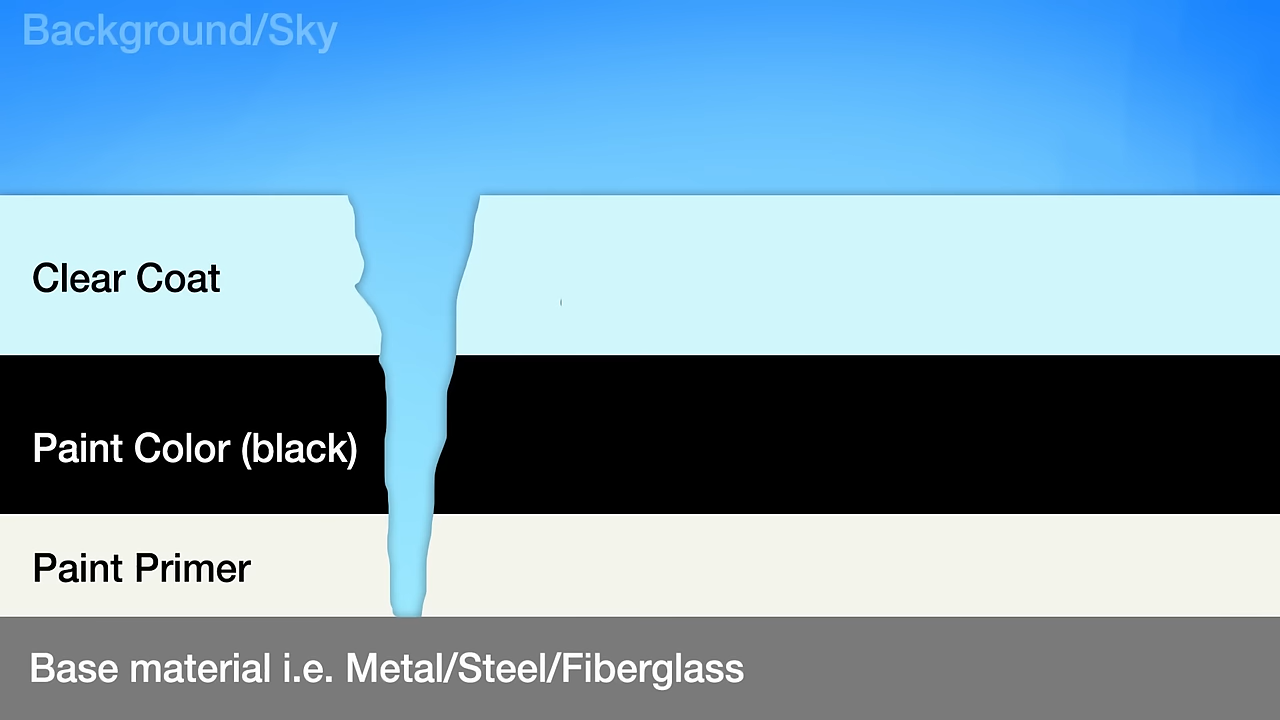 Background/Sky
Clear Coat
Paint Color (black)
Paint Primer
Base material i.e. Metal/Steel/Fiberglass